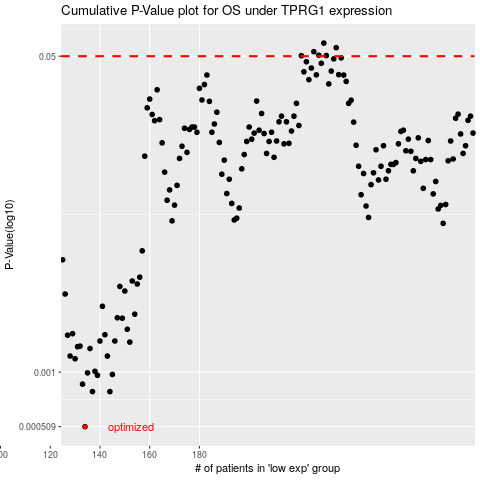 Cumulative P-Value plot for OS under TPRG1 expression
P-Value(log10)
0.05
0.001
0.000509
optimized
00 120 140 160 180
# of patients in 'low exp' group